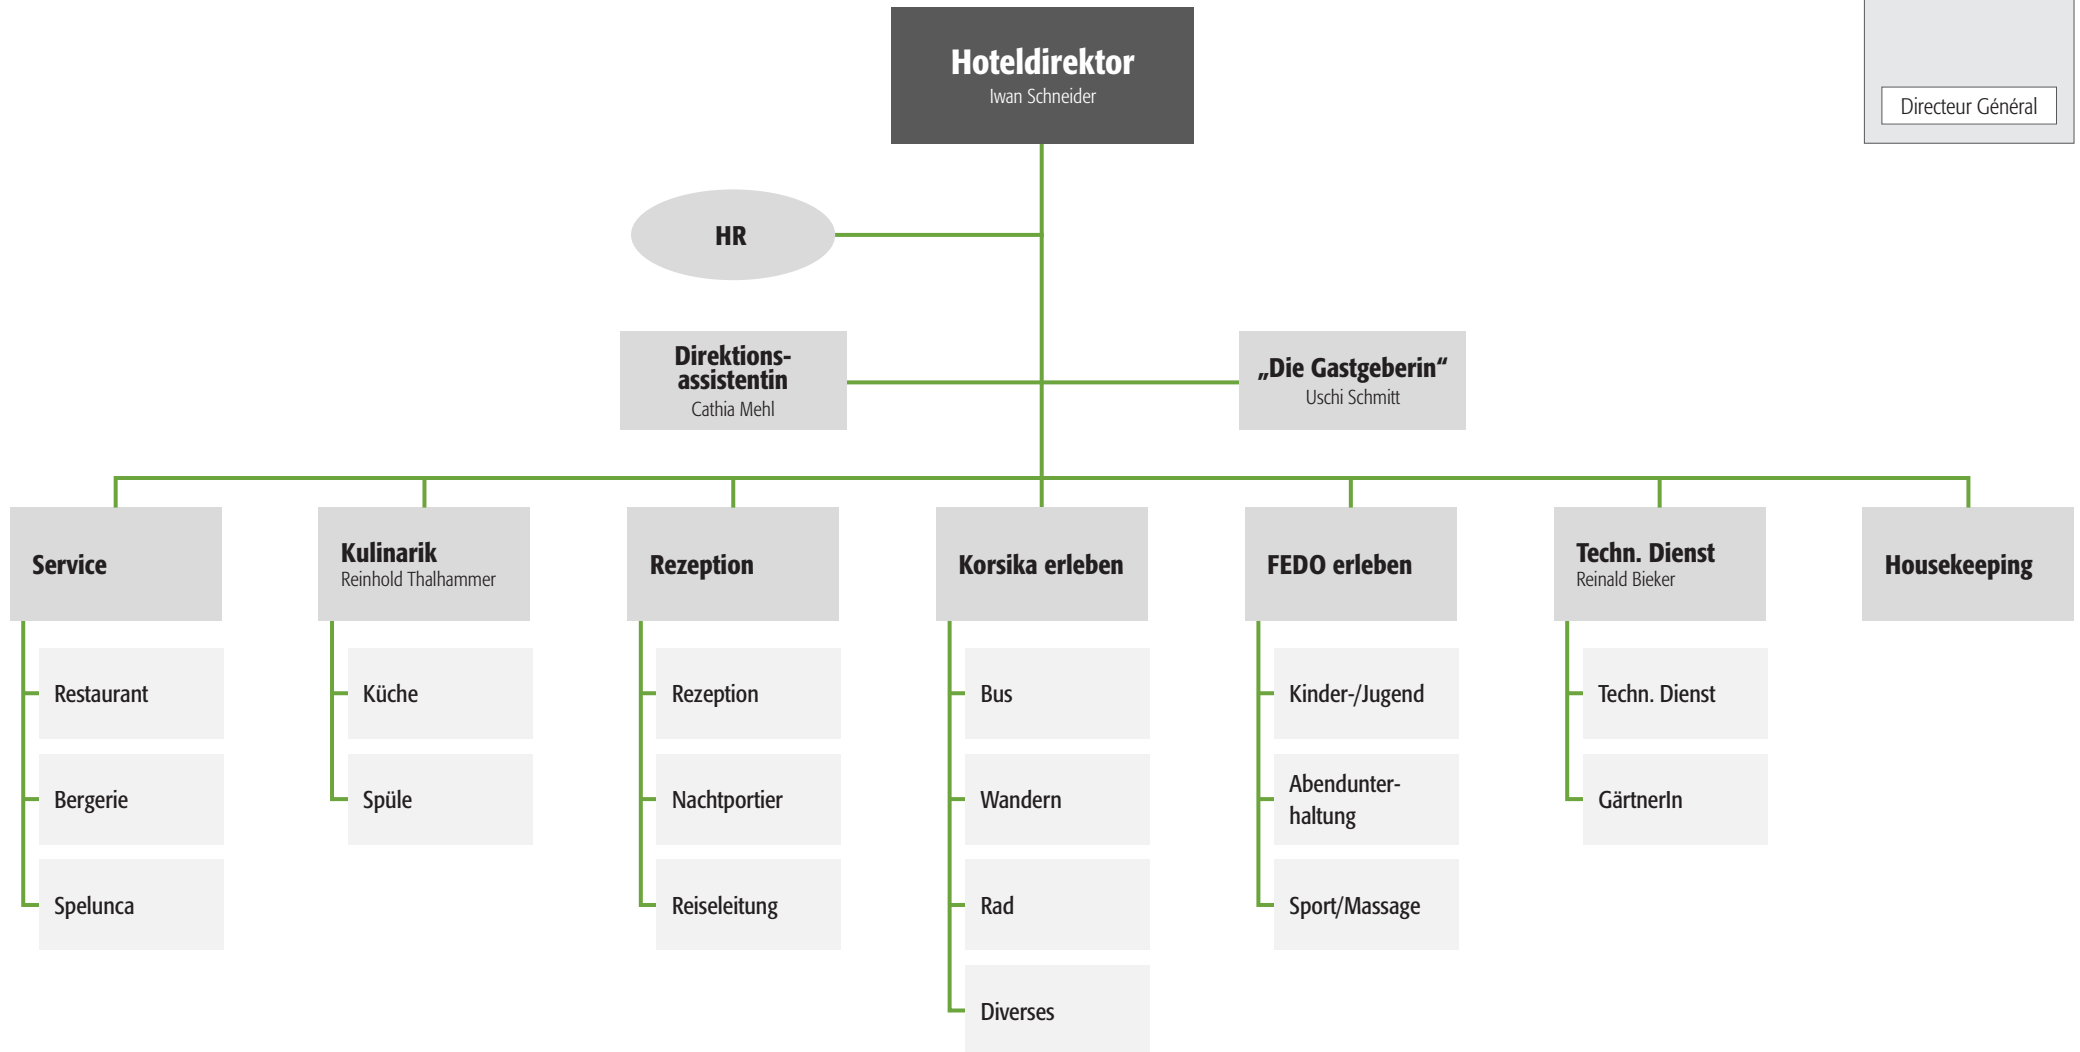 Hoteldirektor
Iwan Schneider
Directeur Général
HR
Direktions-
assistentin
Cathia Mehl
„Die Gastgeberin“
Uschi Schmitt
Service
Kulinarik
Reinhold Thalhammer
Rezeption
Korsika erleben
FEDO erleben
Techn. Dienst
Reinald Bieker
Housekeeping
Restaurant
Bergerie
Spelunca
Küche
Spüle
Rezeption
Nachtportier
Reiseleitung
Bus
Wandern
Rad
Diverses
Kinder-/Jugend
Abendunter-
haltung
Sport/Massage
Techn. Dienst
GärtnerIn